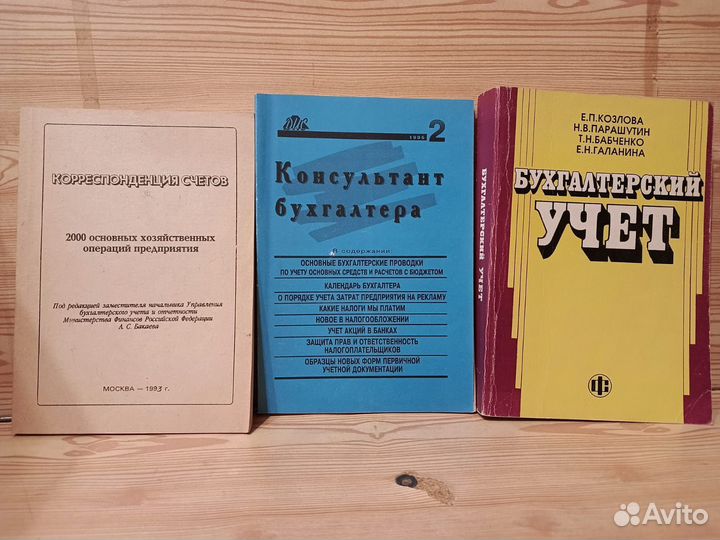 КОРРЕСПОНДЕНЦИЯ СЧЕТОВ
2000 основных хозяйственных
операций предприятия
Под редакцией заместителя начальника Управления
бухгалтерского учета и отчетности
Министерства Финансов Российской Федерации
А. С. Бакаева
МОСКВА — 1993 г.
1996 2
Консультант
бухгалтера
В содержании:
ОСНОВНЫЕ БУХГАЛТЕРСКИЕ ПРОВОДКИ
ПО УЧЕТУ ОСНОВНЫХ СРЕДСТВ И РАСЧЕТОВ С БЮДЖЕТОМ
КАЛЕНДАРЬ БУХГАЛТЕРА
О ПОРЯДКЕ УЧЕТА ЗАТРАТ ПРЕДПРИЯТИЯ НА РЕКЛАМУ
КАКИЕ НАЛОГИ МЫ ПЛАТИМ
НОВОЕ В НАЛОГООБЛОЖЕНИИ
УЧЕТ АКЦИЙ В БАНКАХ
ЗАЩИТА ПРАВ И ОТВЕТСТВЕННОСТЬ
НАЛОГОПЛАТЕЛЬЩИКОВ
ОБРАЗЦЫ НОВЫХ ФОРМ ПЕРВИЧНОЙ
УЧЕТНОЙ ДОКУМЕНТАЦИИ
БУХГАЛТЕРСКИЙ УЧЕТ
Е.П.КОЗЛОВА
Н.В.ПАРАШУТИН
Т.Н.БАБЧЕНКО
Е.Н.ГАЛАНИНА
БУХГАЛТЕРСКИЙ
УЧЕТ
Avito